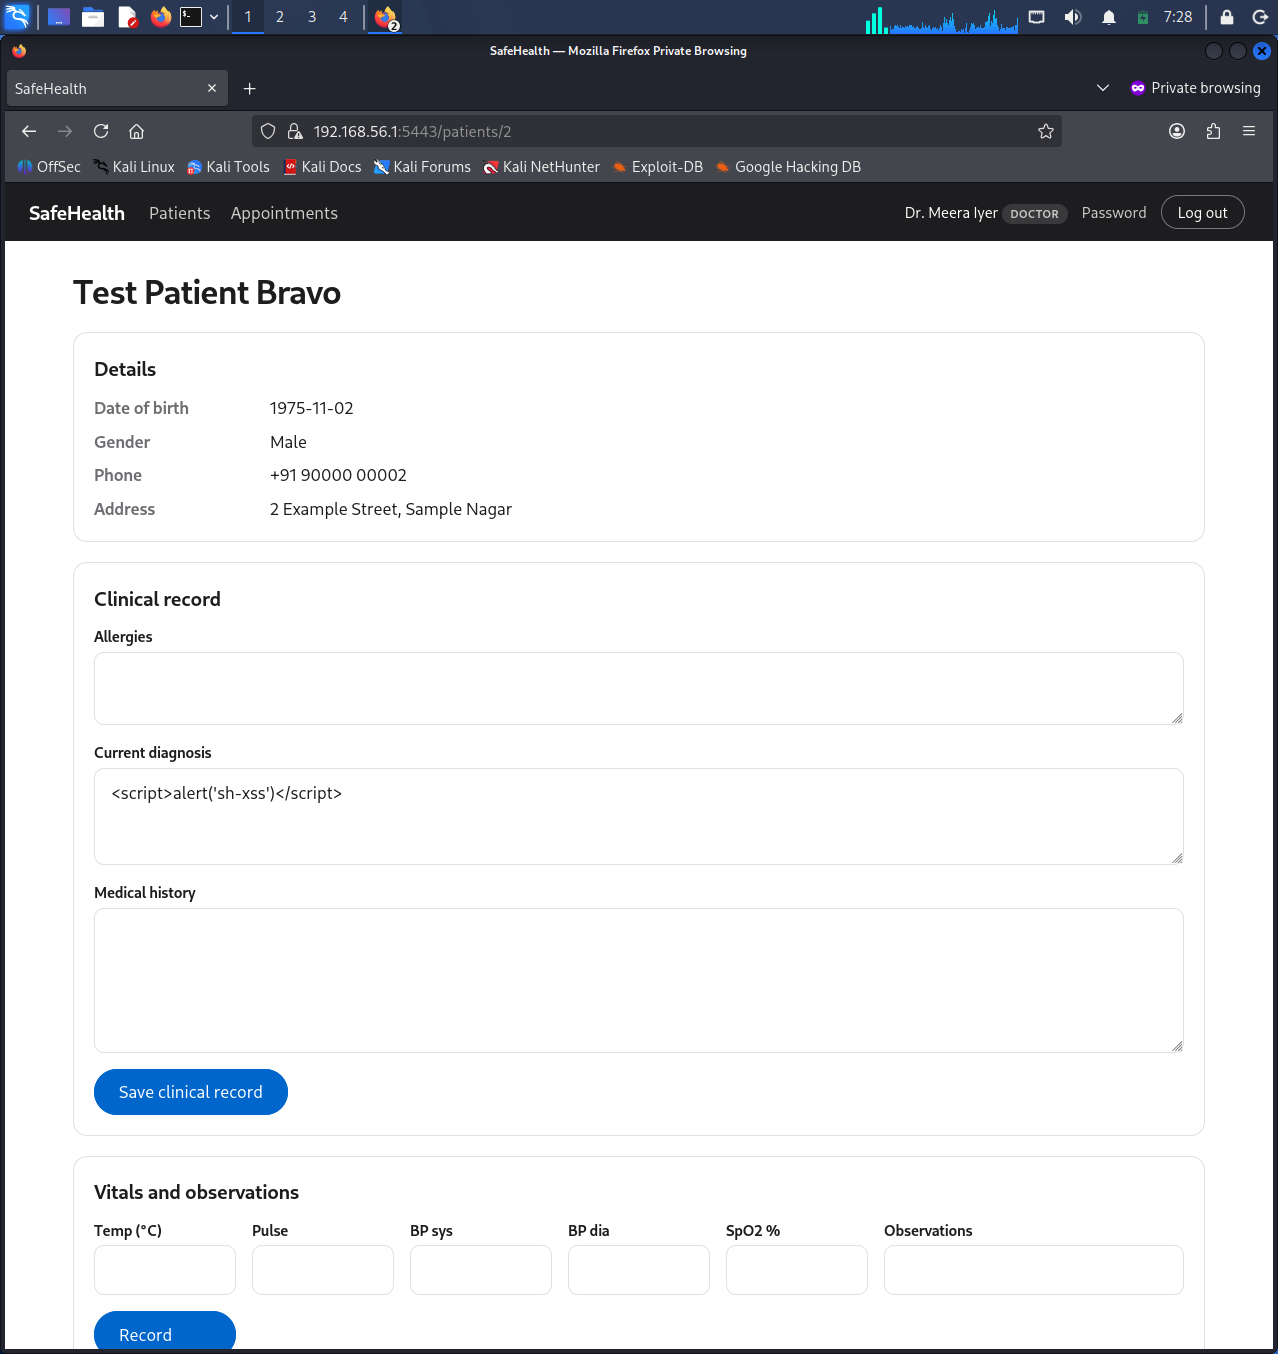 1 2 3 4 2 7:28
SafeHealth — Mozilla Firefox Private Browsing
SafeHealth Private browsing
192.168.56.1:5443/patients/2
OffSec Kali Linux Kali Tools Kali Docs Kali Forums Kali NetHunter Exploit-DB Google Hacking DB
SafeHealth Patients Appointments Dr. Meera Iyer DOCTOR Password Log out
Test Patient Bravo
Details
Date of birth 1975-11-02
Gender Male
Phone +91 90000 00002
Address 2 Example Street, Sample Nagar
Clinical record
Allergies
Current diagnosis
<script>alert('sh-xss')</script>
Medical history
Save clinical record
Vitals and observations
Temp (°C) Pulse BP sys BP dia SpO2 % Observations
Record